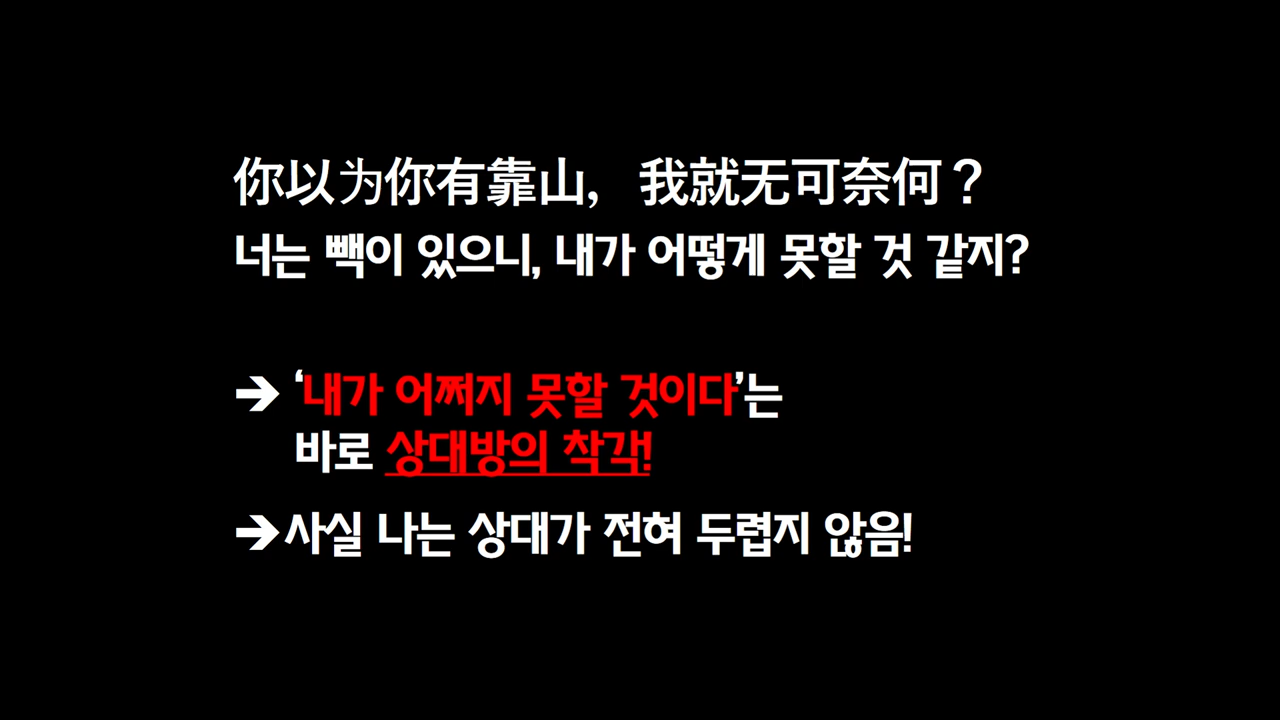 你以为你有靠山，我就无可奈何？
너는 빽이 있으니, 내가 어떻게 못할 것 같지?
➔ ‘내가 어쩌지 못할 것이다’는
바로 상대방의 착각!
➔사실 나는 상대가 전혀 두렵지 않음!